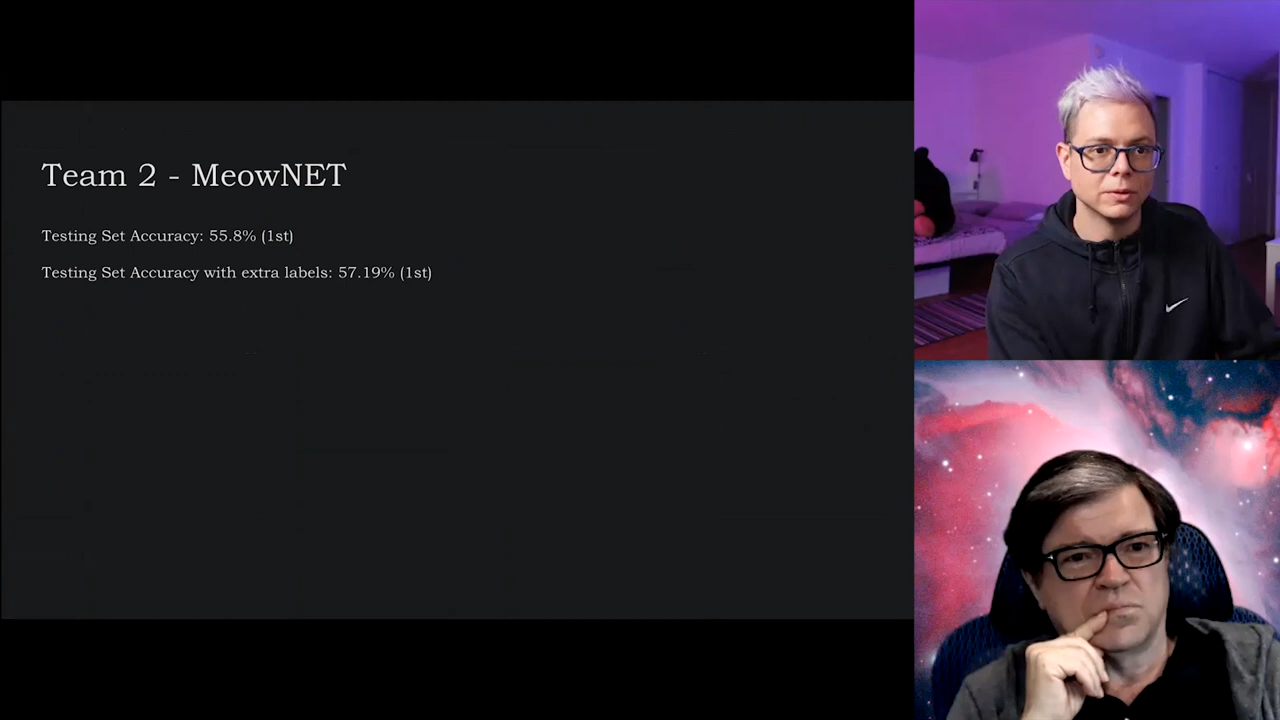 Team 2 - MeowNET
Testing Set Accuracy: 55.8% (1st)
Testing Set Accuracy with extra labels: 57.19% (1st)